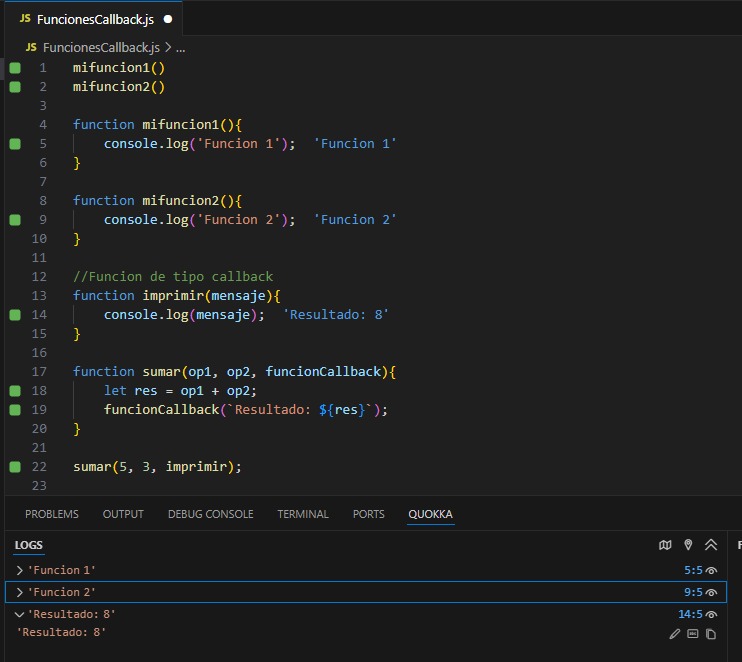 JS FuncionesCallback.js ●
JS FuncionesCallback.js > ...
1 mifuncion1()
2 mifuncion2()
3
4 function mifuncion1(){
5 console.log('Funcion 1'); 'Funcion 1'
6 }
7
8 function mifuncion2(){
9 console.log('Funcion 2'); 'Funcion 2'
10 }
11
12 //Funcion de tipo callback
13 function imprimir(mensaje){
14 console.log(mensaje); 'Resultado: 8'
15 }
16
17 function sumar(op1, op2, funcionCallback){
18 let res = op1 + op2;
19 funcionCallback(`Resultado: ${res}`);
20 }
21
22 sumar(5, 3, imprimir);
23
PROBLEMS OUTPUT DEBUG CONSOLE TERMINAL PORTS QUOKKA
LOGS F
'Funcion 1' 5:5
'Funcion 2' 9:5
'Resultado: 8' 14:5
'Resultado: 8'